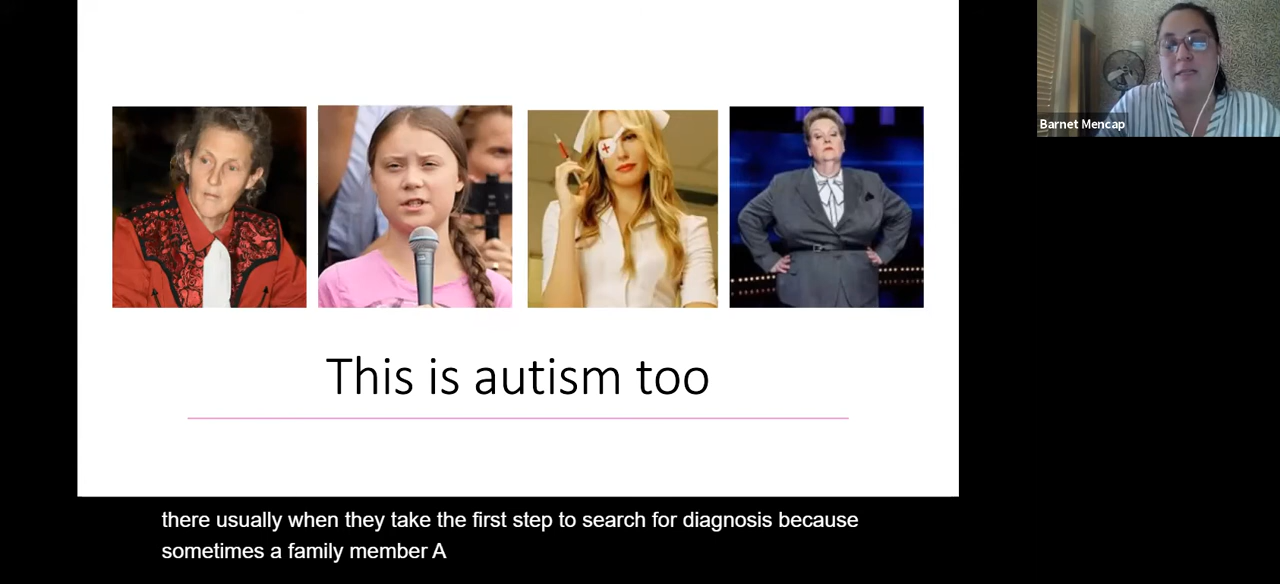 Barnet Mencap
This is autism too
there usually when they take the first step to search for diagnosis because
sometimes a family member A